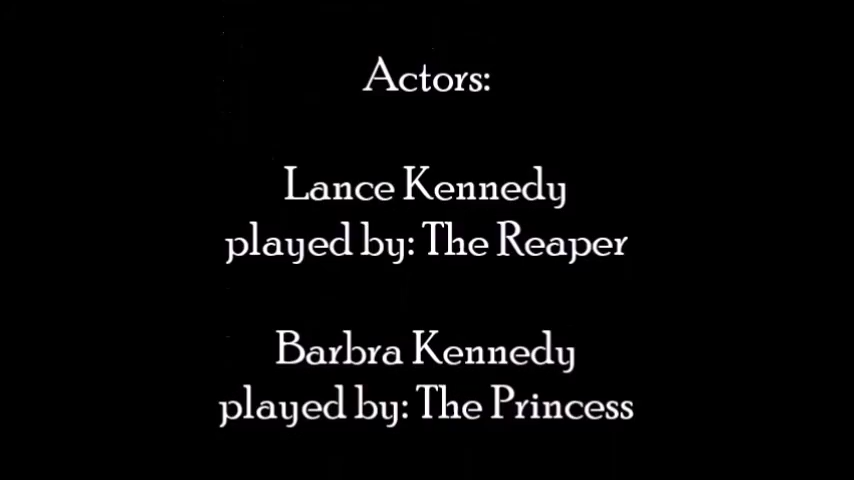 Actors:
Lance Kennedy
played by: The Reaper
Barbra Kennedy
played by: The Princess